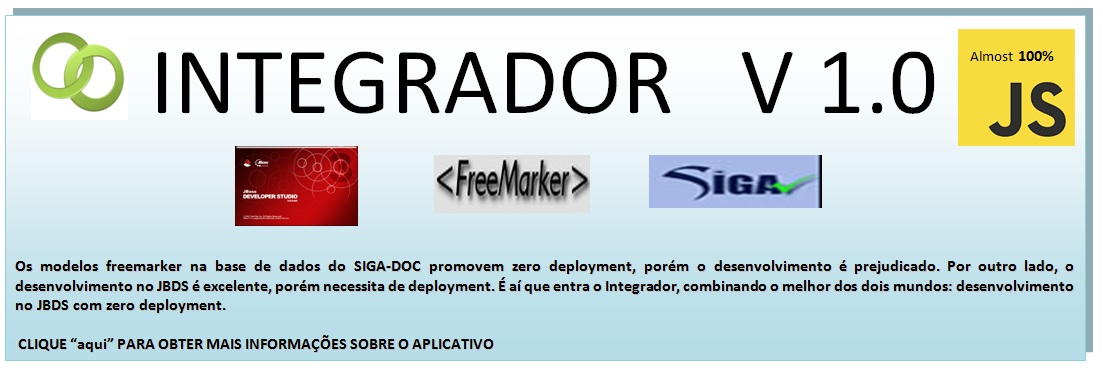 INTEGRADOR V 1.0
Almost 100%
JS
JBoss
DEVELOPER STUDIO
<FreeMarker>
SIGA
Os modelos freemarker na base de dados do SIGA-DOC promovem zero deployment, porém o desenvolvimento é prejudicado. Por outro lado, o
desenvolvimento no JBDS é excelente, porém necessita de deployment. É aí que entra o Integrador, combinando o melhor dos dois mundos: desenvolvimento
no JBDS com zero deployment.
CLIQUE “aqui” PARA OBTER MAIS INFORMAÇÕES SOBRE O APLICATIVO